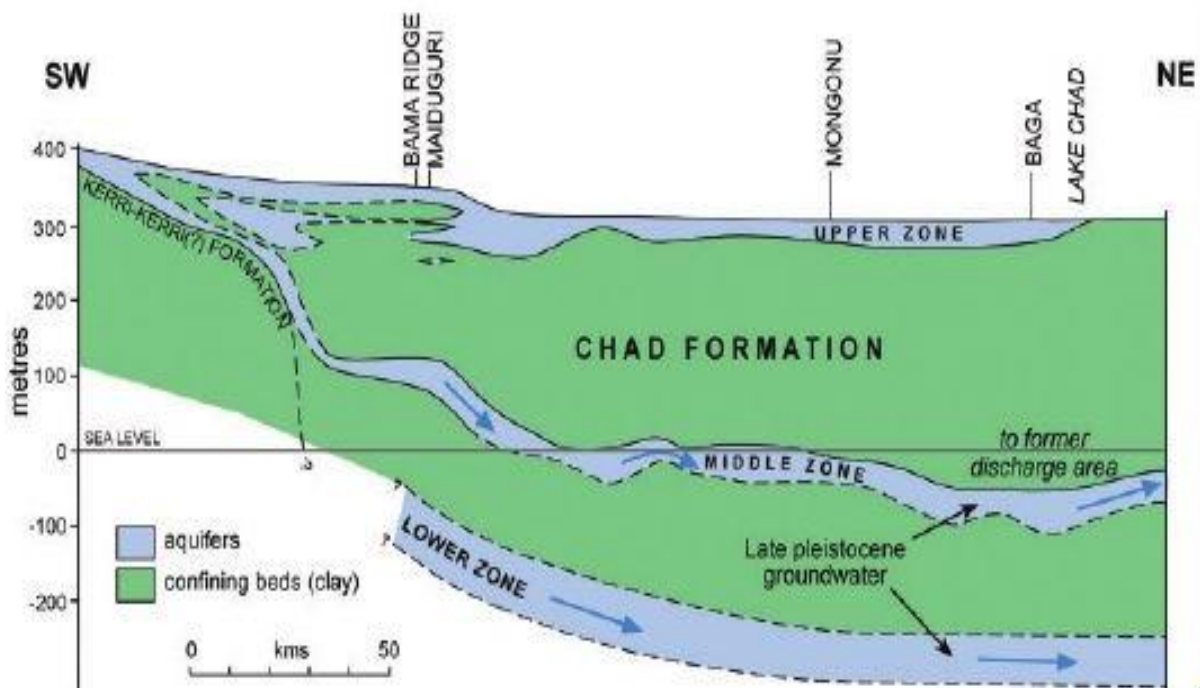 SW
NE
BAMA RIDGE
MAIDUGURI
MONGONU
BAGA
LAKE CHAD
400
300
200
100
0
-100
-200
metres
KERRI-KERRI(?) FORMATION
UPPER ZONE
CHAD FORMATION
SEA LEVEL
to former
discharge area
MIDDLE ZONE
?
?
?
LOWER ZONE
Late pleistocene
groundwater
aquifers
confining beds (clay)
0 kms 50